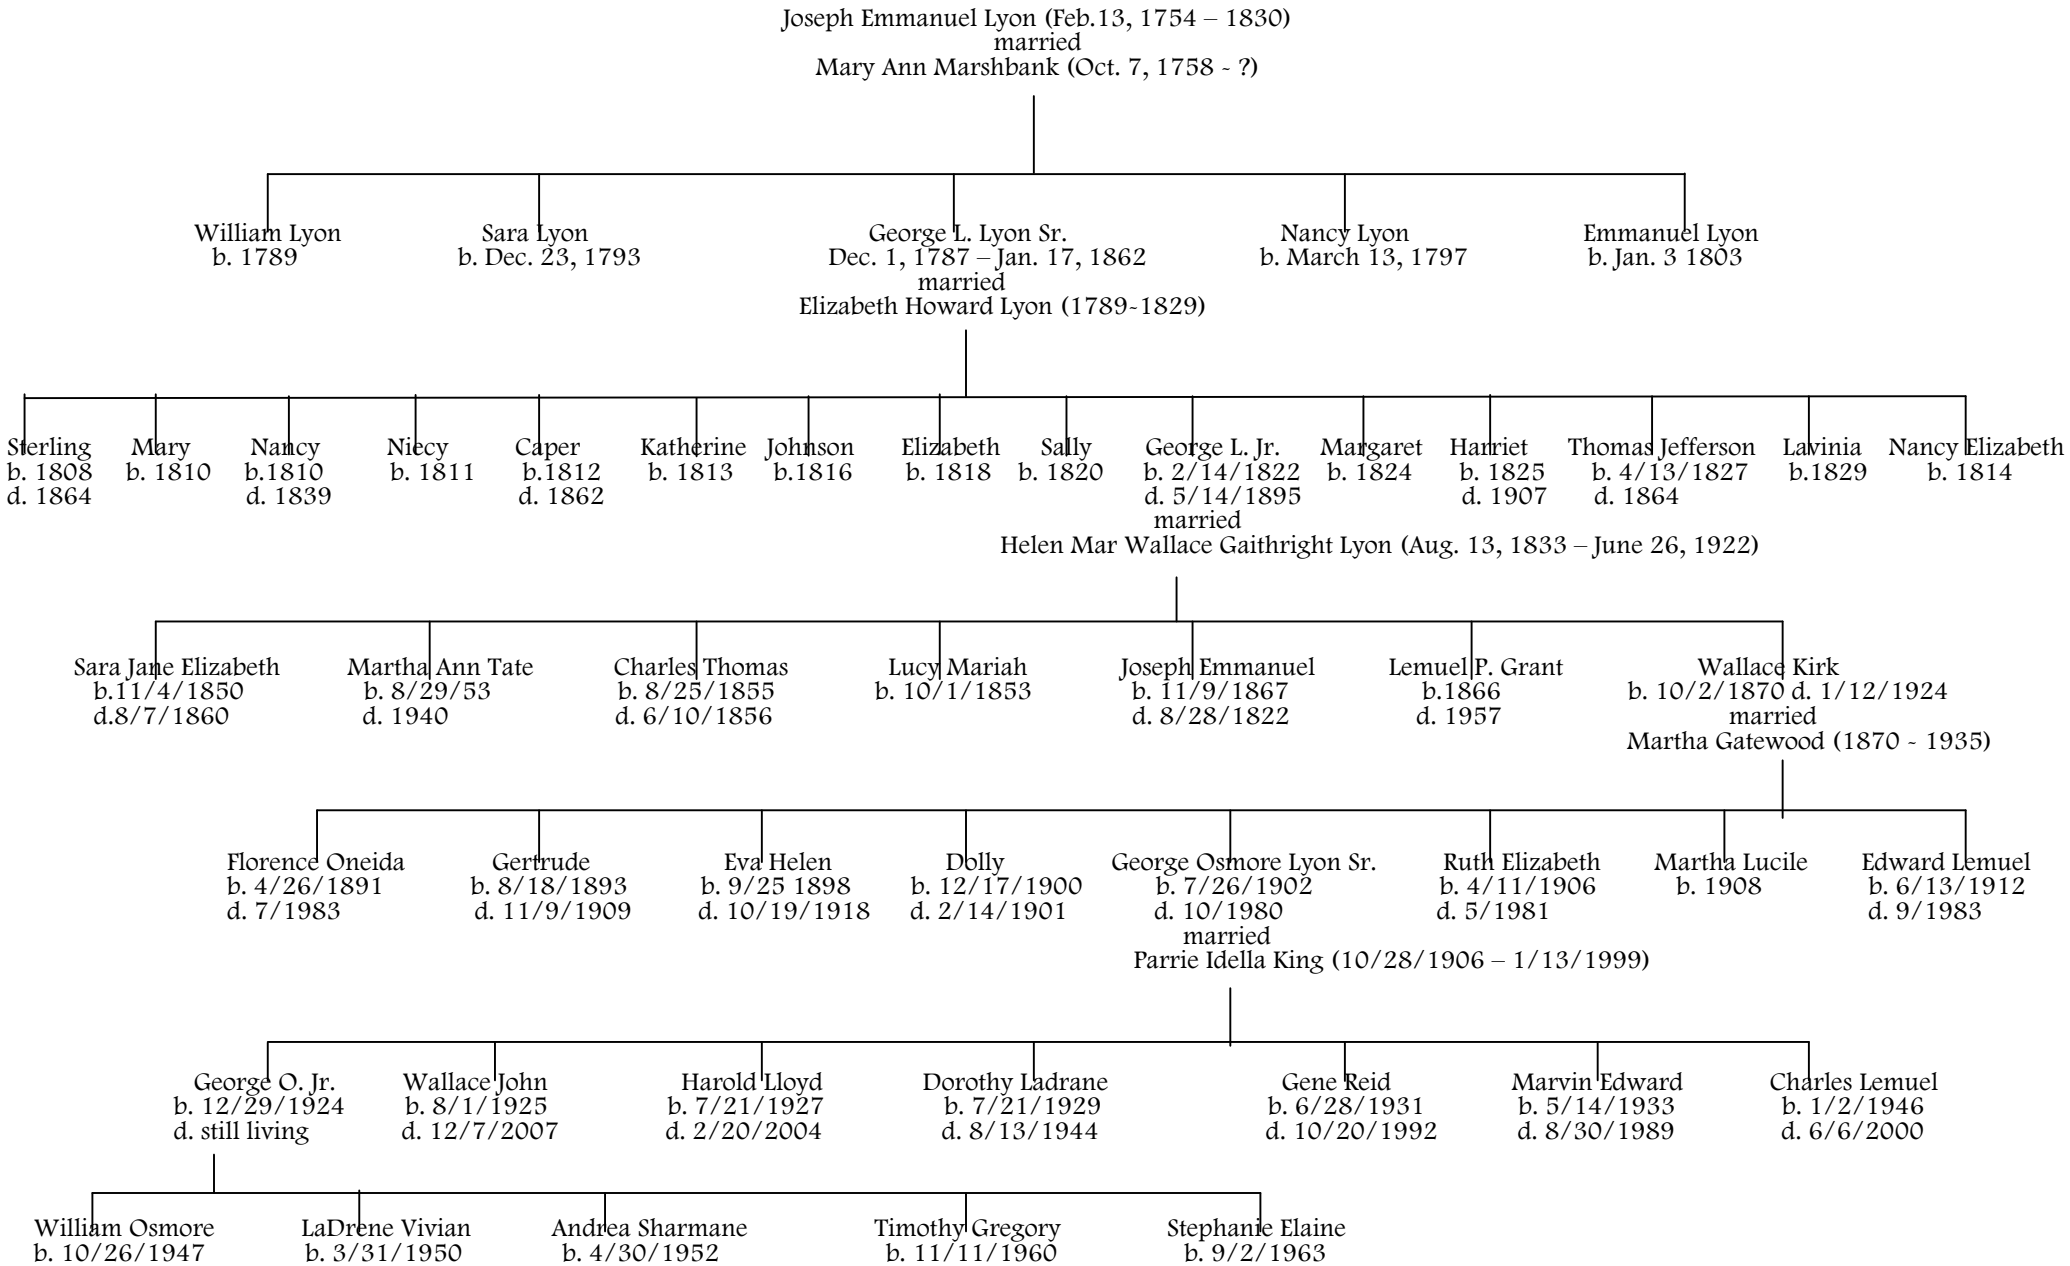 Joseph Emmanuel Lyon (Feb.13, 1754 – 1830)
married
Mary Ann Marshbank (Oct. 7, 1758 - ?)
William Lyon
b. 1789
Sara Lyon
b. Dec. 23, 1793
George L. Lyon Sr.
Dec. 1, 1787 – Jan. 17, 1862
married
Elizabeth Howard Lyon (1789-1829)
Nancy Lyon
b. March 13, 1797
Emmanuel Lyon
b. Jan. 3 1803
Sterling
b. 1808
d. 1864
Mary
b. 1810
Nancy
b.1810
d. 1839
Niecy
b. 1811
Caper
b.1812
d. 1862
Katherine
b. 1813
Johnson
b.1816
Elizabeth
b. 1818
Sally
b. 1820
George L. Jr.
b. 2/14/1822
d. 5/14/1895
married
Helen Mar Wallace Gaithright Lyon (Aug. 13, 1833 – June 26, 1922)
Margaret
b. 1824
Harriet
b. 1825
d. 1907
Thomas Jefferson
b. 4/13/1827
d. 1864
Lavinia
b.1829
Nancy Elizabeth
b. 1814
Sara Jane Elizabeth
b.11/4/1850
d.8/7/1860
Martha Ann Tate
b. 8/29/53
d. 1940
Charles Thomas
b. 8/25/1855
d. 6/10/1856
Lucy Mariah
b. 10/1/1853
Joseph Emmanuel
b. 11/9/1867
d. 8/28/1822
Lemuel P. Grant
b.1866
d. 1957
Wallace Kirk
b. 10/2/1870 d. 1/12/1924
married
Martha Gatewood (1870 - 1935)
Florence Oneida
b. 4/26/1891
d. 7/1983
Gertrude
b. 8/18/1893
d. 11/9/1909
Eva Helen
b. 9/25 1898
d. 10/19/1918
Dolly
b. 12/17/1900
d. 2/14/1901
George Osmore Lyon Sr.
b. 7/26/1902
d. 10/1980
married
Parrie Idella King (10/28/1906 – 1/13/1999)
Ruth Elizabeth
b. 4/11/1906
d. 5/1981
Martha Lucile
b. 1908
Edward Lemuel
b. 6/13/1912
d. 9/1983
George O. Jr.
b. 12/29/1924
d. still living
Wallace John
b. 8/1/1925
d. 12/7/2007
Harold Lloyd
b. 7/21/1927
d. 2/20/2004
Dorothy Ladrane
b. 7/21/1929
d. 8/13/1944
Gene Reid
b. 6/28/1931
d. 10/20/1992
Marvin Edward
b. 5/14/1933
d. 8/30/1989
Charles Lemuel
b. 1/2/1946
d. 6/6/2000
William Osmore
b. 10/26/1947
LaDrene Vivian
b. 3/31/1950
Andrea Sharmane
b. 4/30/1952
Timothy Gregory
b. 11/11/1960
Stephanie Elaine
b. 9/2/1963